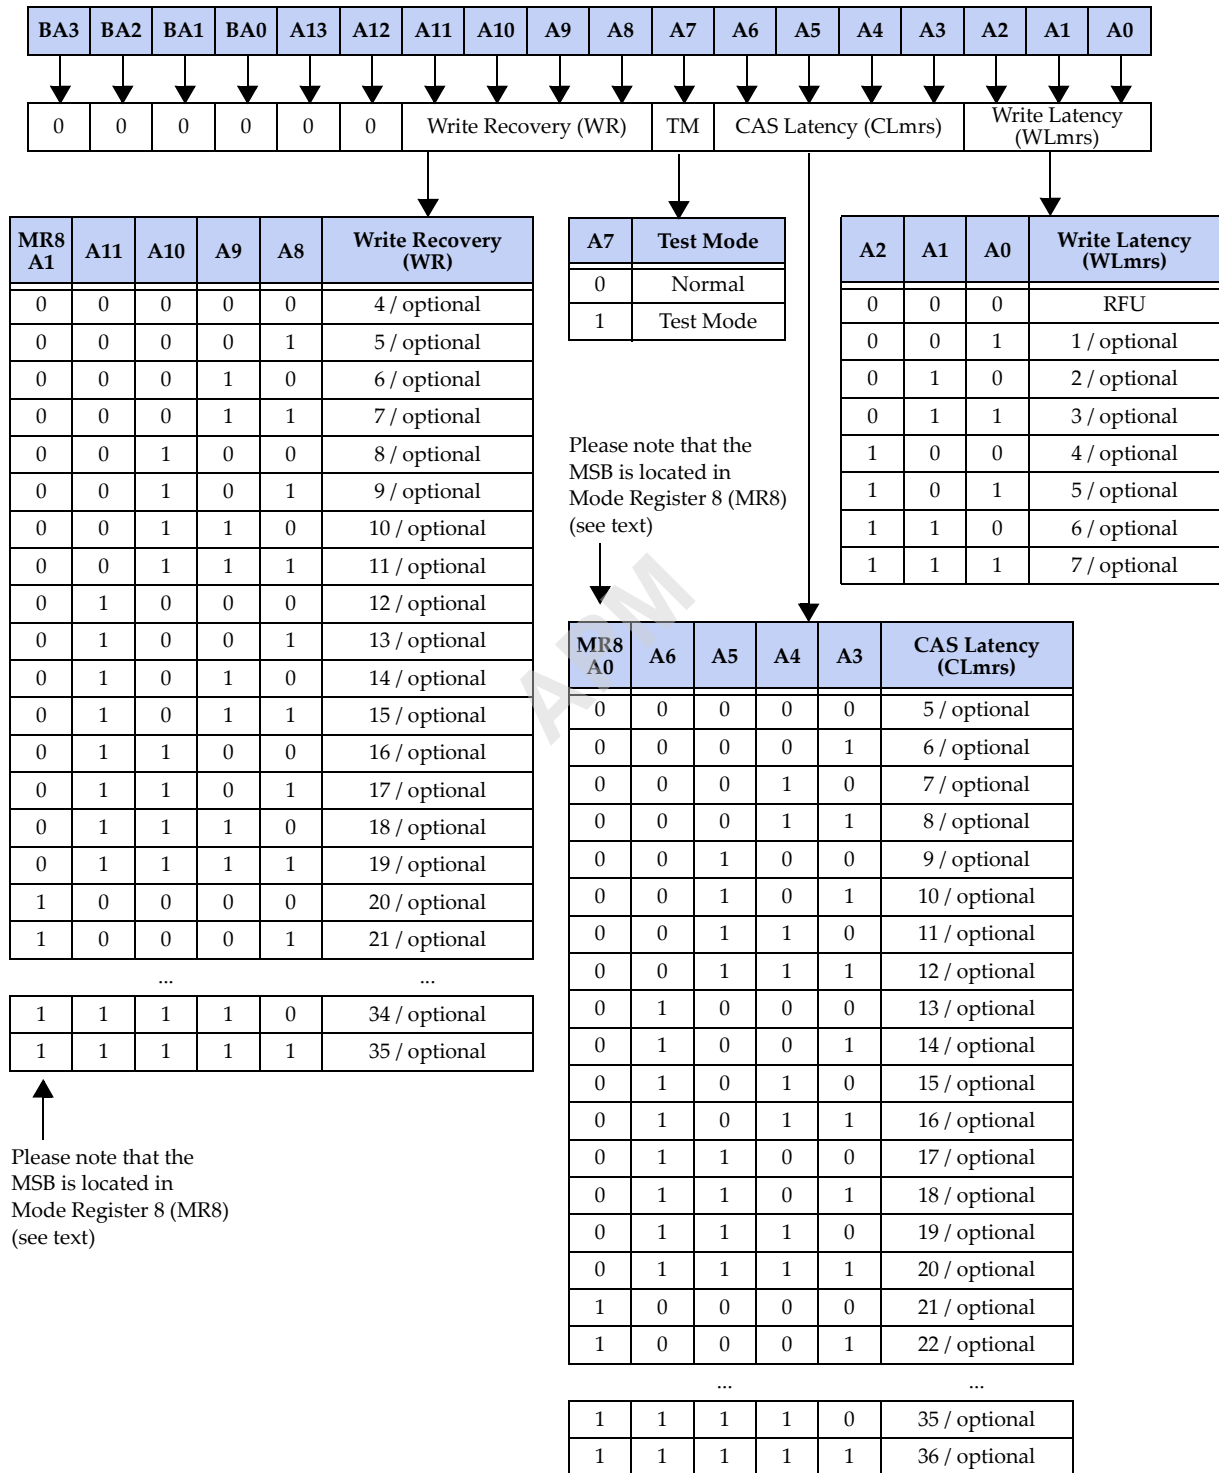 BA3 BA2 BA1 BA0 A13 A12 A11 A10 A9 A8 A7 A6 A5 A4 A3 A2 A1 A0
0 0 0 0 0 0 Write Recovery (WR) TM CAS Latency (CLmrs) Write Latency (WLmrs)
MR8 A1 A11 A10 A9 A8 Write Recovery (WR)
0 0 0 0 0 4 / optional
0 0 0 0 1 5 / optional
0 0 0 1 0 6 / optional
0 0 0 1 1 7 / optional
0 0 1 0 0 8 / optional
0 0 1 0 1 9 / optional
0 0 1 1 0 10 / optional
0 0 1 1 1 11 / optional
0 1 0 0 0 12 / optional
0 1 0 0 1 13 / optional
0 1 0 1 0 14 / optional
0 1 0 1 1 15 / optional
0 1 1 0 0 16 / optional
0 1 1 0 1 17 / optional
0 1 1 1 0 18 / optional
0 1 1 1 1 19 / optional
1 0 0 0 0 20 / optional
1 0 0 0 1 21 / optional
... ...
1 1 1 1 0 34 / optional
1 1 1 1 1 35 / optional
Please note that the
MSB is located in
Mode Register 8 (MR8)
(see text)
A7 Test Mode
0 Normal
1 Test Mode
A2 A1 A0 Write Latency (WLmrs)
0 0 0 RFU
0 0 1 1 / optional
0 1 0 2 / optional
0 1 1 3 / optional
1 0 0 4 / optional
1 0 1 5 / optional
1 1 0 6 / optional
1 1 1 7 / optional
Please note that the
MSB is located in
Mode Register 8 (MR8)
(see text)
MR8 A0 A6 A5 A4 A3 CAS Latency (CLmrs)
0 0 0 0 0 5 / optional
0 0 0 0 1 6 / optional
0 0 0 1 0 7 / optional
0 0 0 1 1 8 / optional
0 0 1 0 0 9 / optional
0 0 1 0 1 10 / optional
0 0 1 1 0 11 / optional
0 0 1 1 1 12 / optional
0 1 0 0 0 13 / optional
0 1 0 0 1 14 / optional
0 1 0 1 0 15 / optional
0 1 0 1 1 16 / optional
0 1 1 0 0 17 / optional
0 1 1 0 1 18 / optional
0 1 1 1 0 19 / optional
0 1 1 1 1 20 / optional
1 0 0 0 0 21 / optional
1 0 0 0 1 22 / optional
... ...
1 1 1 1 0 35 / optional
1 1 1 1 1 36 / optional